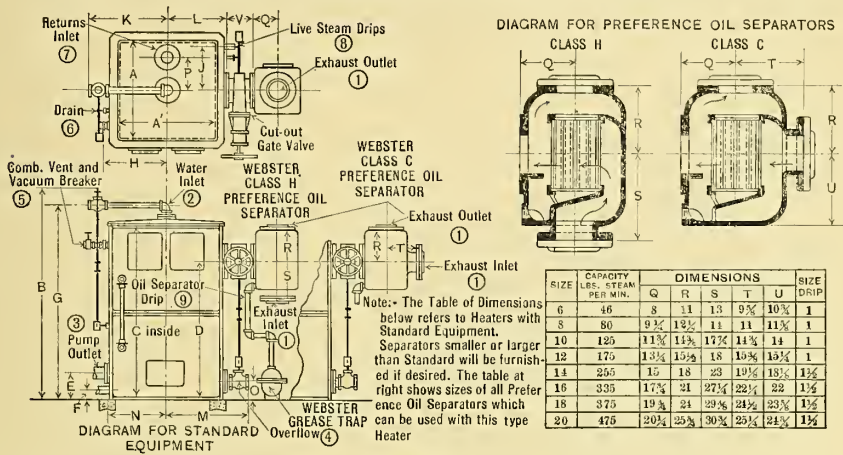 K
L
V
Q
Returns
Inlet
⑦
Live Steam Drips
⑧
Exhaust Outlet
①
A
P
J
Drain
⑥
A'
H
Cut-out
Gate Valve
Comb. Vent and
Vacuum Breaker
⑤
Water
Inlet
②
WEBSTER
CLASS H
PREFERENCE OIL
SEPARATOR
WEBSTER
CLASS C
PREFERENCE OIL
SEPARATOR
Exhaust Outlet
①
R
R
T
S
Exhaust Inlet
①
B
G
Oil Separator
Drip ⑨
Exhaust
Inlet
①
③
Pump
Outlet
C inside
D
E
F
N
M
WEBSTER
GREASE TRAP
Overflow ④
DIAGRAM FOR STANDARD
EQUIPMENT
Note:- The Table of Dimensions
below refers to Heaters with
Standard Equipment.
Separators smaller or larger
than Standard will be furnish-
ed if desired. The table at
right shows sizes of all Prefer
ence Oil Separators which
can be used with this type
Heater
DIAGRAM FOR PREFERENCE OIL SEPARATORS
CLASS H
CLASS C
Q
Q
T
R
S
R
U
SIZE CAPACITY LBS. STEAM PER MIN. DIMENSIONS SIZE DRIP
Q R S T U
6 46 8 11 13 1
8 80 11 1
10 125 14 1
12 175 18 1
14 255 15 18 23 1½
16 335 21 22 1½
18 375 24 1½
20 475 1½